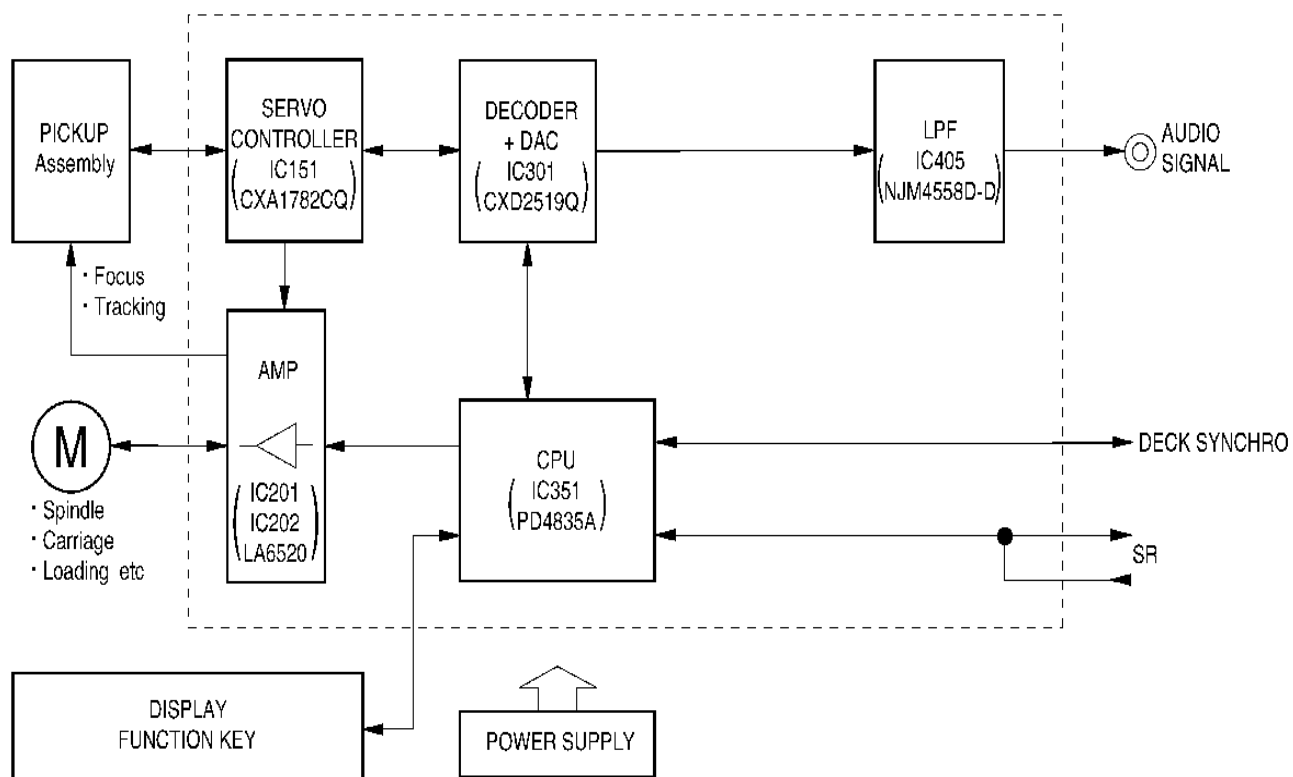 PICKUP
Assembly
SERVO
CONTROLLER
IC151
(CXA1782CQ)
DECODER
+ DAC
IC301
(CXD2519Q)
LPF
IC405
(NJM4558D-D)
AUDIO
SIGNAL
· Focus
· Tracking
AMP
IC201
IC202
(LA6520)
M
· Spindle
· Carriage
· Loading etc
CPU
IC351
(PD4835A)
DECK SYNCHRO
SR
DISPLAY
FUNCTION KEY
POWER SUPPLY